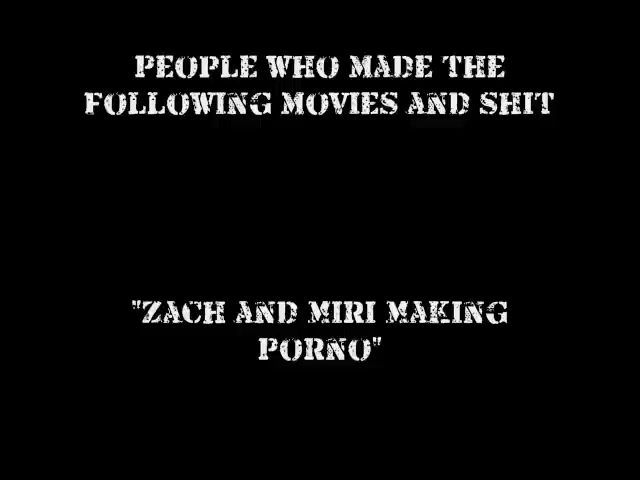 PEOPLE WHO MADE THE
FOLLOWING MOVIES AND SHIT
"ZACH AND MIRI MAKING
PORNO"